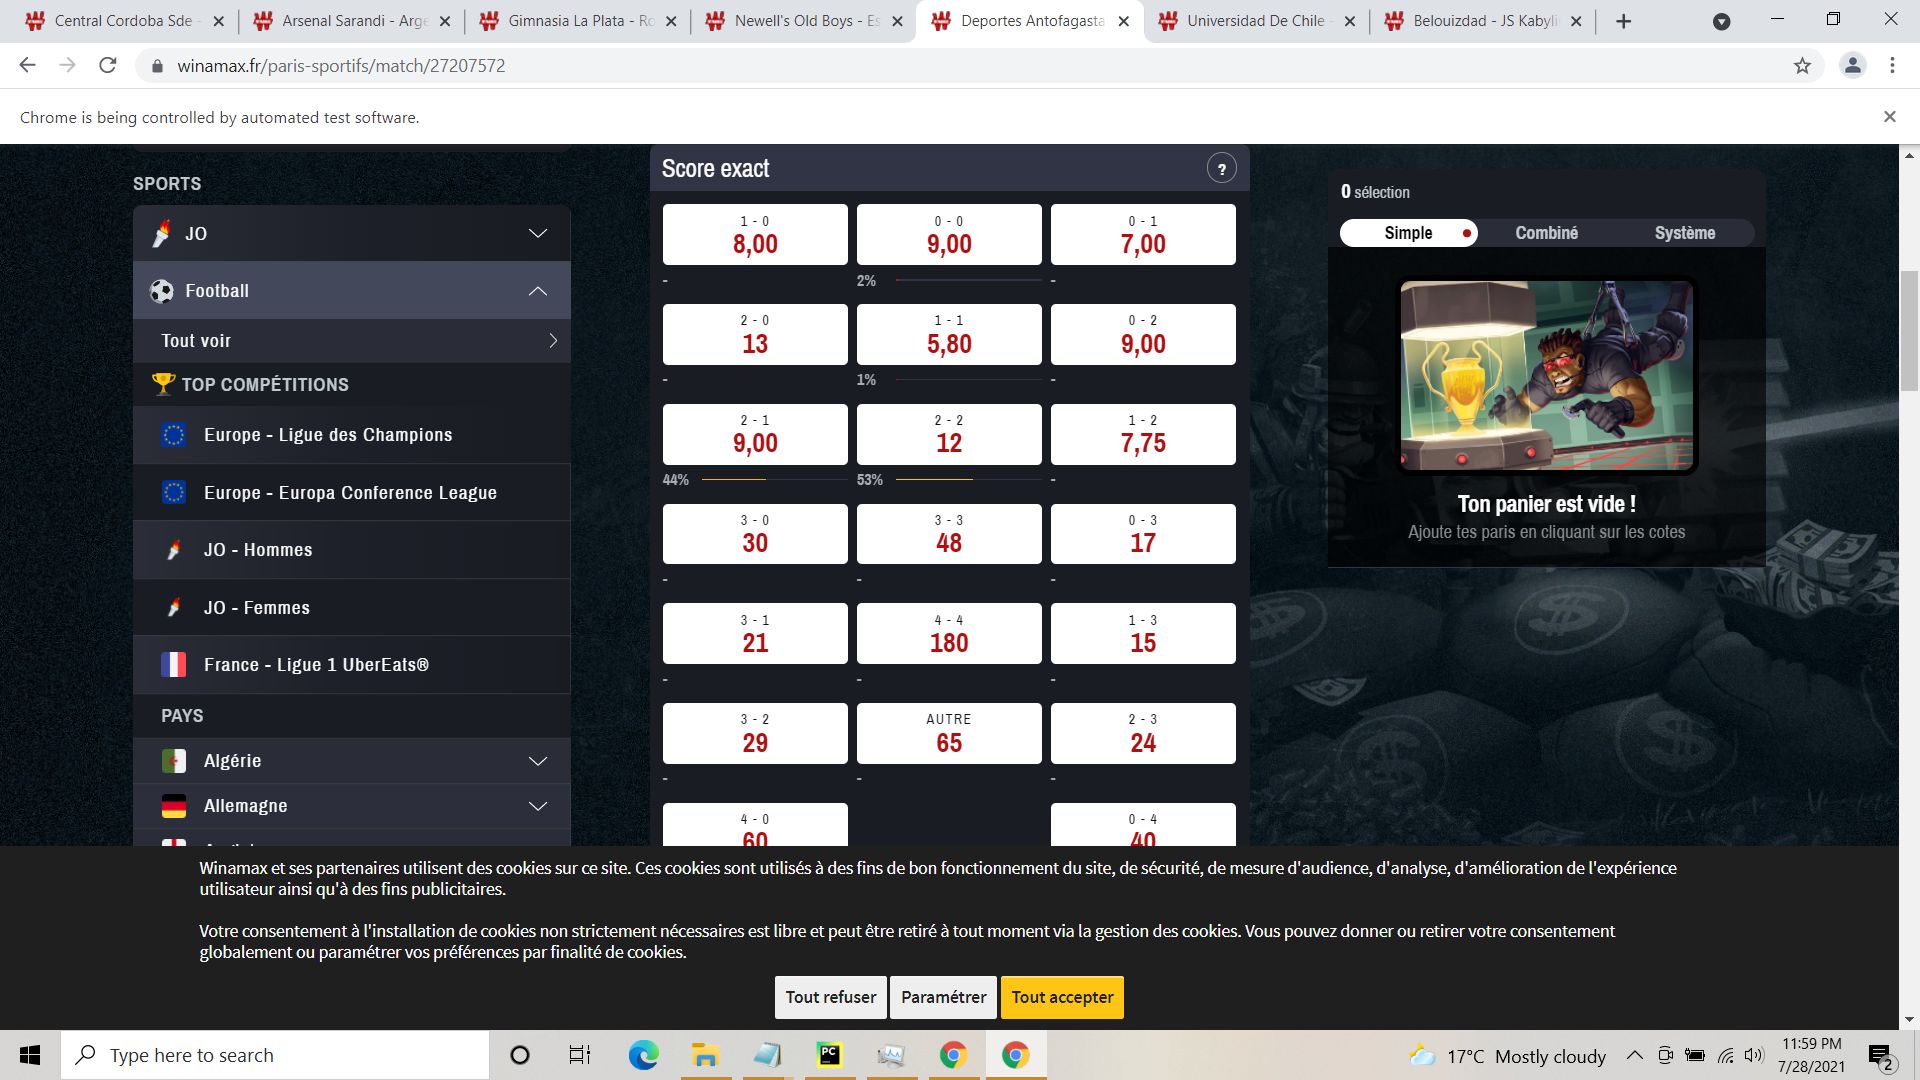 Central Cordoba Sde -
Arsenal Sarandi - Arge
Gimnasia La Plata - Ro
Newell's Old Boys - Es
Deportes Antofagasta
Universidad De Chile -
Belouizdad - JS Kabyli
winamax.fr/paris-sportifs/match/27207572
Chrome is being controlled by automated test software.
SPORTS
JO
Football
Tout voir
TOP COMPÉTITIONS
Europe - Ligue des Champions
Europe - Europa Conference League
JO - Hommes
JO - Femmes
France - Ligue 1 UberEats®
PAYS
Algérie
Allemagne
Score exact
?
1 - 0
8,00
0 - 0
9,00
0 - 1
7,00
-
2%
-
2 - 0
13
1 - 1
5,80
0 - 2
9,00
-
1%
-
2 - 1
9,00
2 - 2
12
1 - 2
7,75
44%
53%
-
3 - 0
30
3 - 3
48
0 - 3
17
-
-
-
3 - 1
21
4 - 4
180
1 - 3
15
-
-
-
3 - 2
29
AUTRE
65
2 - 3
24
-
-
-
4 - 0
60
0 - 4
40
0 sélection
Simple
Combiné
Système
Ton panier est vide !
Ajoute tes paris en cliquant sur les cotes
Winamax et ses partenaires utilisent des cookies sur ce site. Ces cookies sont utilisés à des fins de bon fonctionnement du site, de sécurité, de mesure d'audience, d'analyse, d'amélioration de l'expérience
utilisateur ainsi qu'à des fins publicitaires.
Votre consentement à l'installation de cookies non strictement nécessaires est libre et peut être retiré à tout moment via la gestion des cookies. Vous pouvez donner ou retirer votre consentement
globalement ou paramétrer vos préférences par finalité de cookies.
Tout refuser
Paramétrer
Tout accepter
Type here to search
PC
17°C Mostly cloudy
11:59 PM
7/28/2021
2